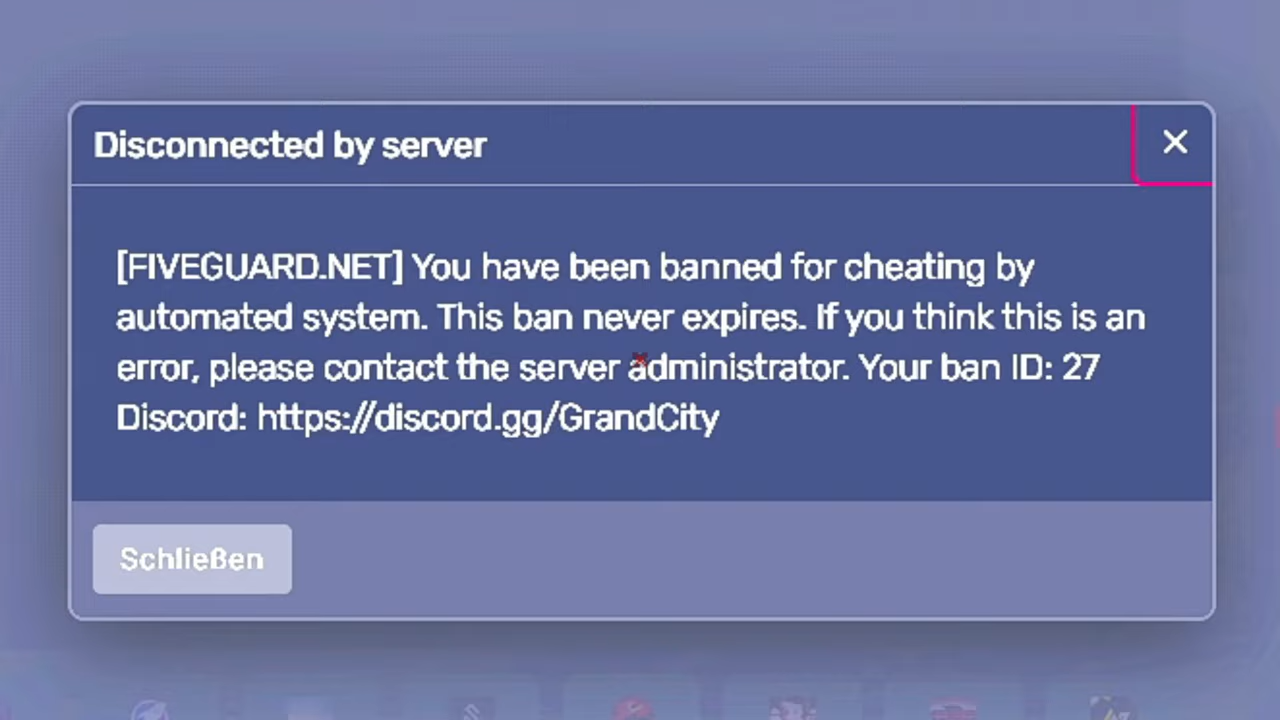 Disconnected by server
[FIVEGUARD.NET] You have been banned for cheating by
automated system. This ban never expires. If you think this is an
error, please contact the server administrator. Your ban ID: 27
Discord: https://discord.gg/GrandCity
Schließen